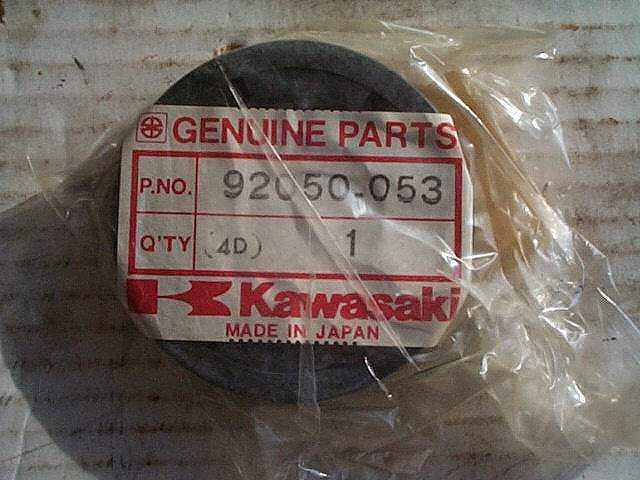 GENUINE PARTS
P.NO. 92050-053
Q'TY (4D) 1
Kawasaki
MADE IN JAPAN